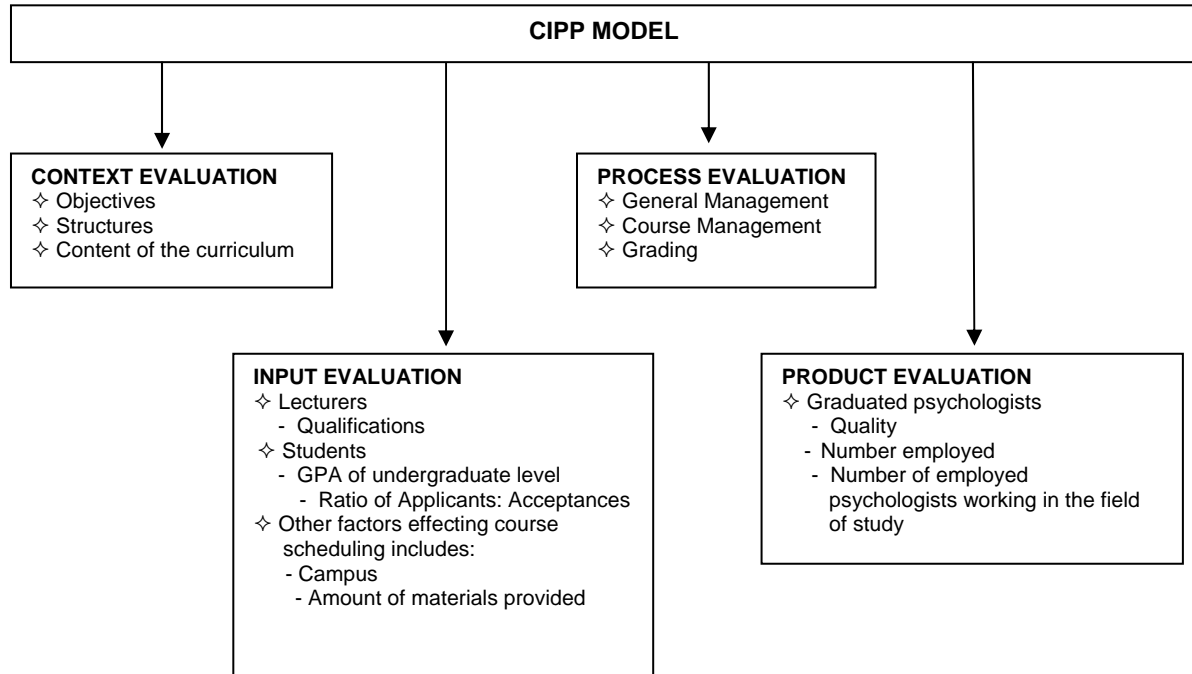 CIPP MODEL
CONTEXT EVALUATION
✧ Objectives
✧ Structures
✧ Content of the curriculum
PROCESS EVALUATION
✧ General Management
✧ Course Management
✧ Grading
INPUT EVALUATION
✧ Lecturers
- Qualifications
✧ Students
- GPA of undergraduate level
- Ratio of Applicants: Acceptances
✧ Other factors effecting course
scheduling includes:
- Campus
- Amount of materials provided
PRODUCT EVALUATION
✧ Graduated psychologists
- Quality
- Number employed
- Number of employed
psychologists working in the field
of study